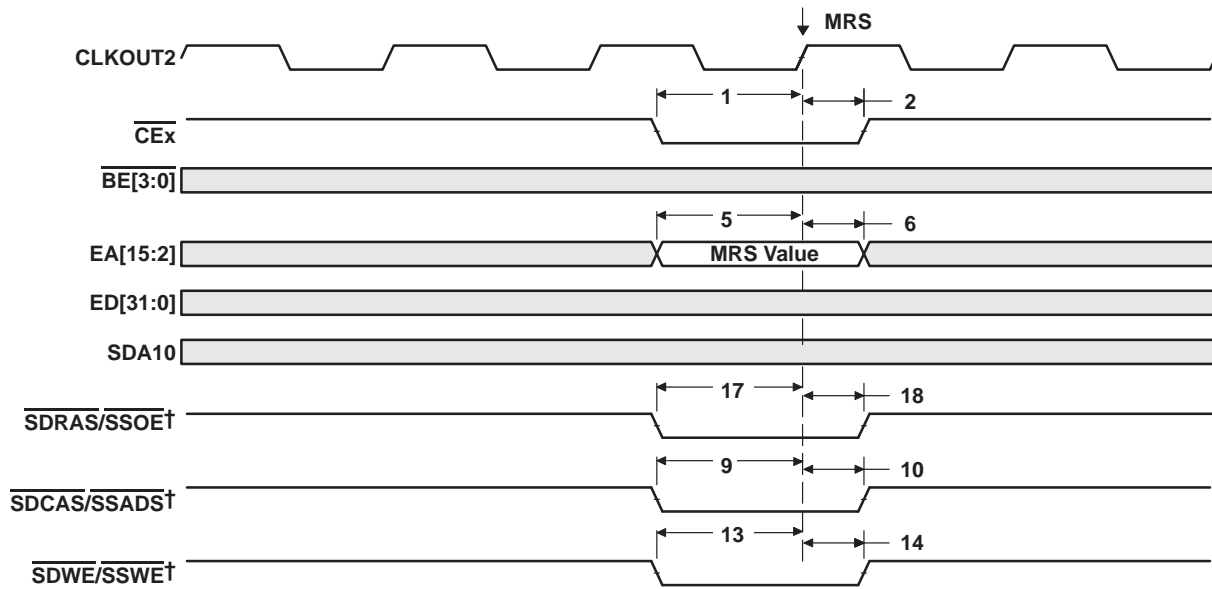 MRS
CLKOUT2
1
2
CEx
BE[3:0]
5
6
EA[15:2]
MRS Value
ED[31:0]
SDA10
17
18
SDRAS/SSOE†
9
10
SDCAS/SSADS†
13
14
SDWE/SSWE†